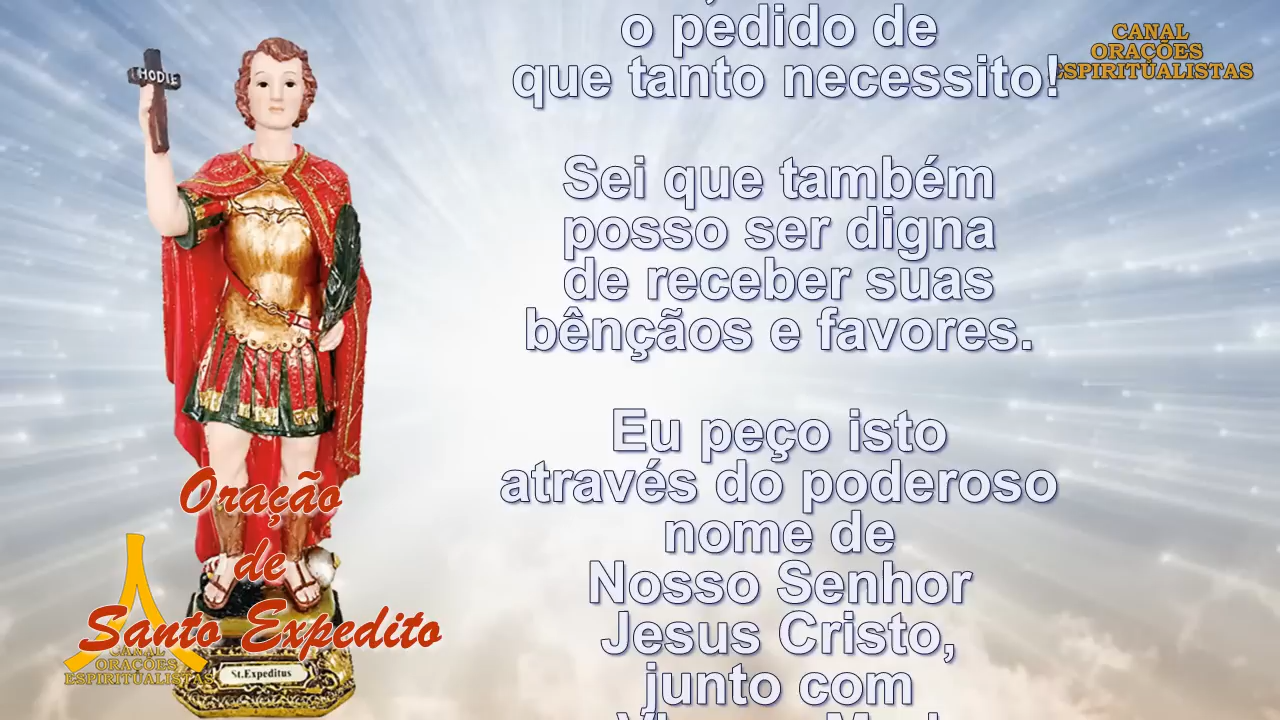 o pedido de
que tanto necessito!
CANAL
ORAÇÕES
ESPIRITUALISTAS
HODIE
Sei que também
posso ser digna
de receber suas
bênçãos e favores.
Eu peço isto
através do poderoso
nome de
Nosso Senhor
Jesus Cristo,
junto com
Oração
de
Santo Expedito
CANAL
ORAÇÕES
ESPIRITUALISTAS
St.Expeditus